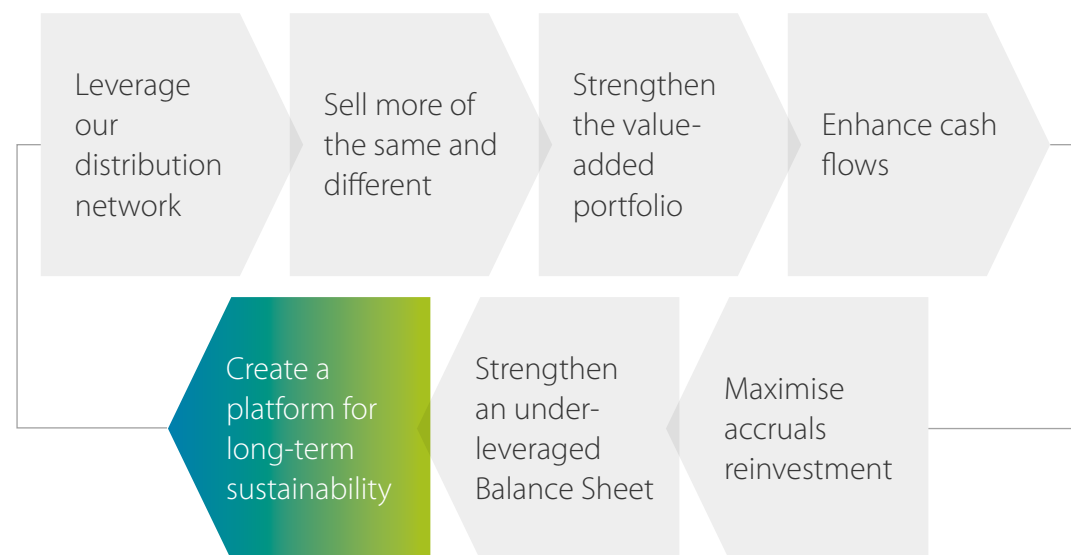 Leverage
our
distribution
network
Sell more of
the same and
different
Strengthen
the value-
added
portfolio
Enhance cash
flows
Maximise
accruals
reinvestment
Strengthen
an under-
leveraged
Balance Sheet
Create a
platform for
long-term
sustainability